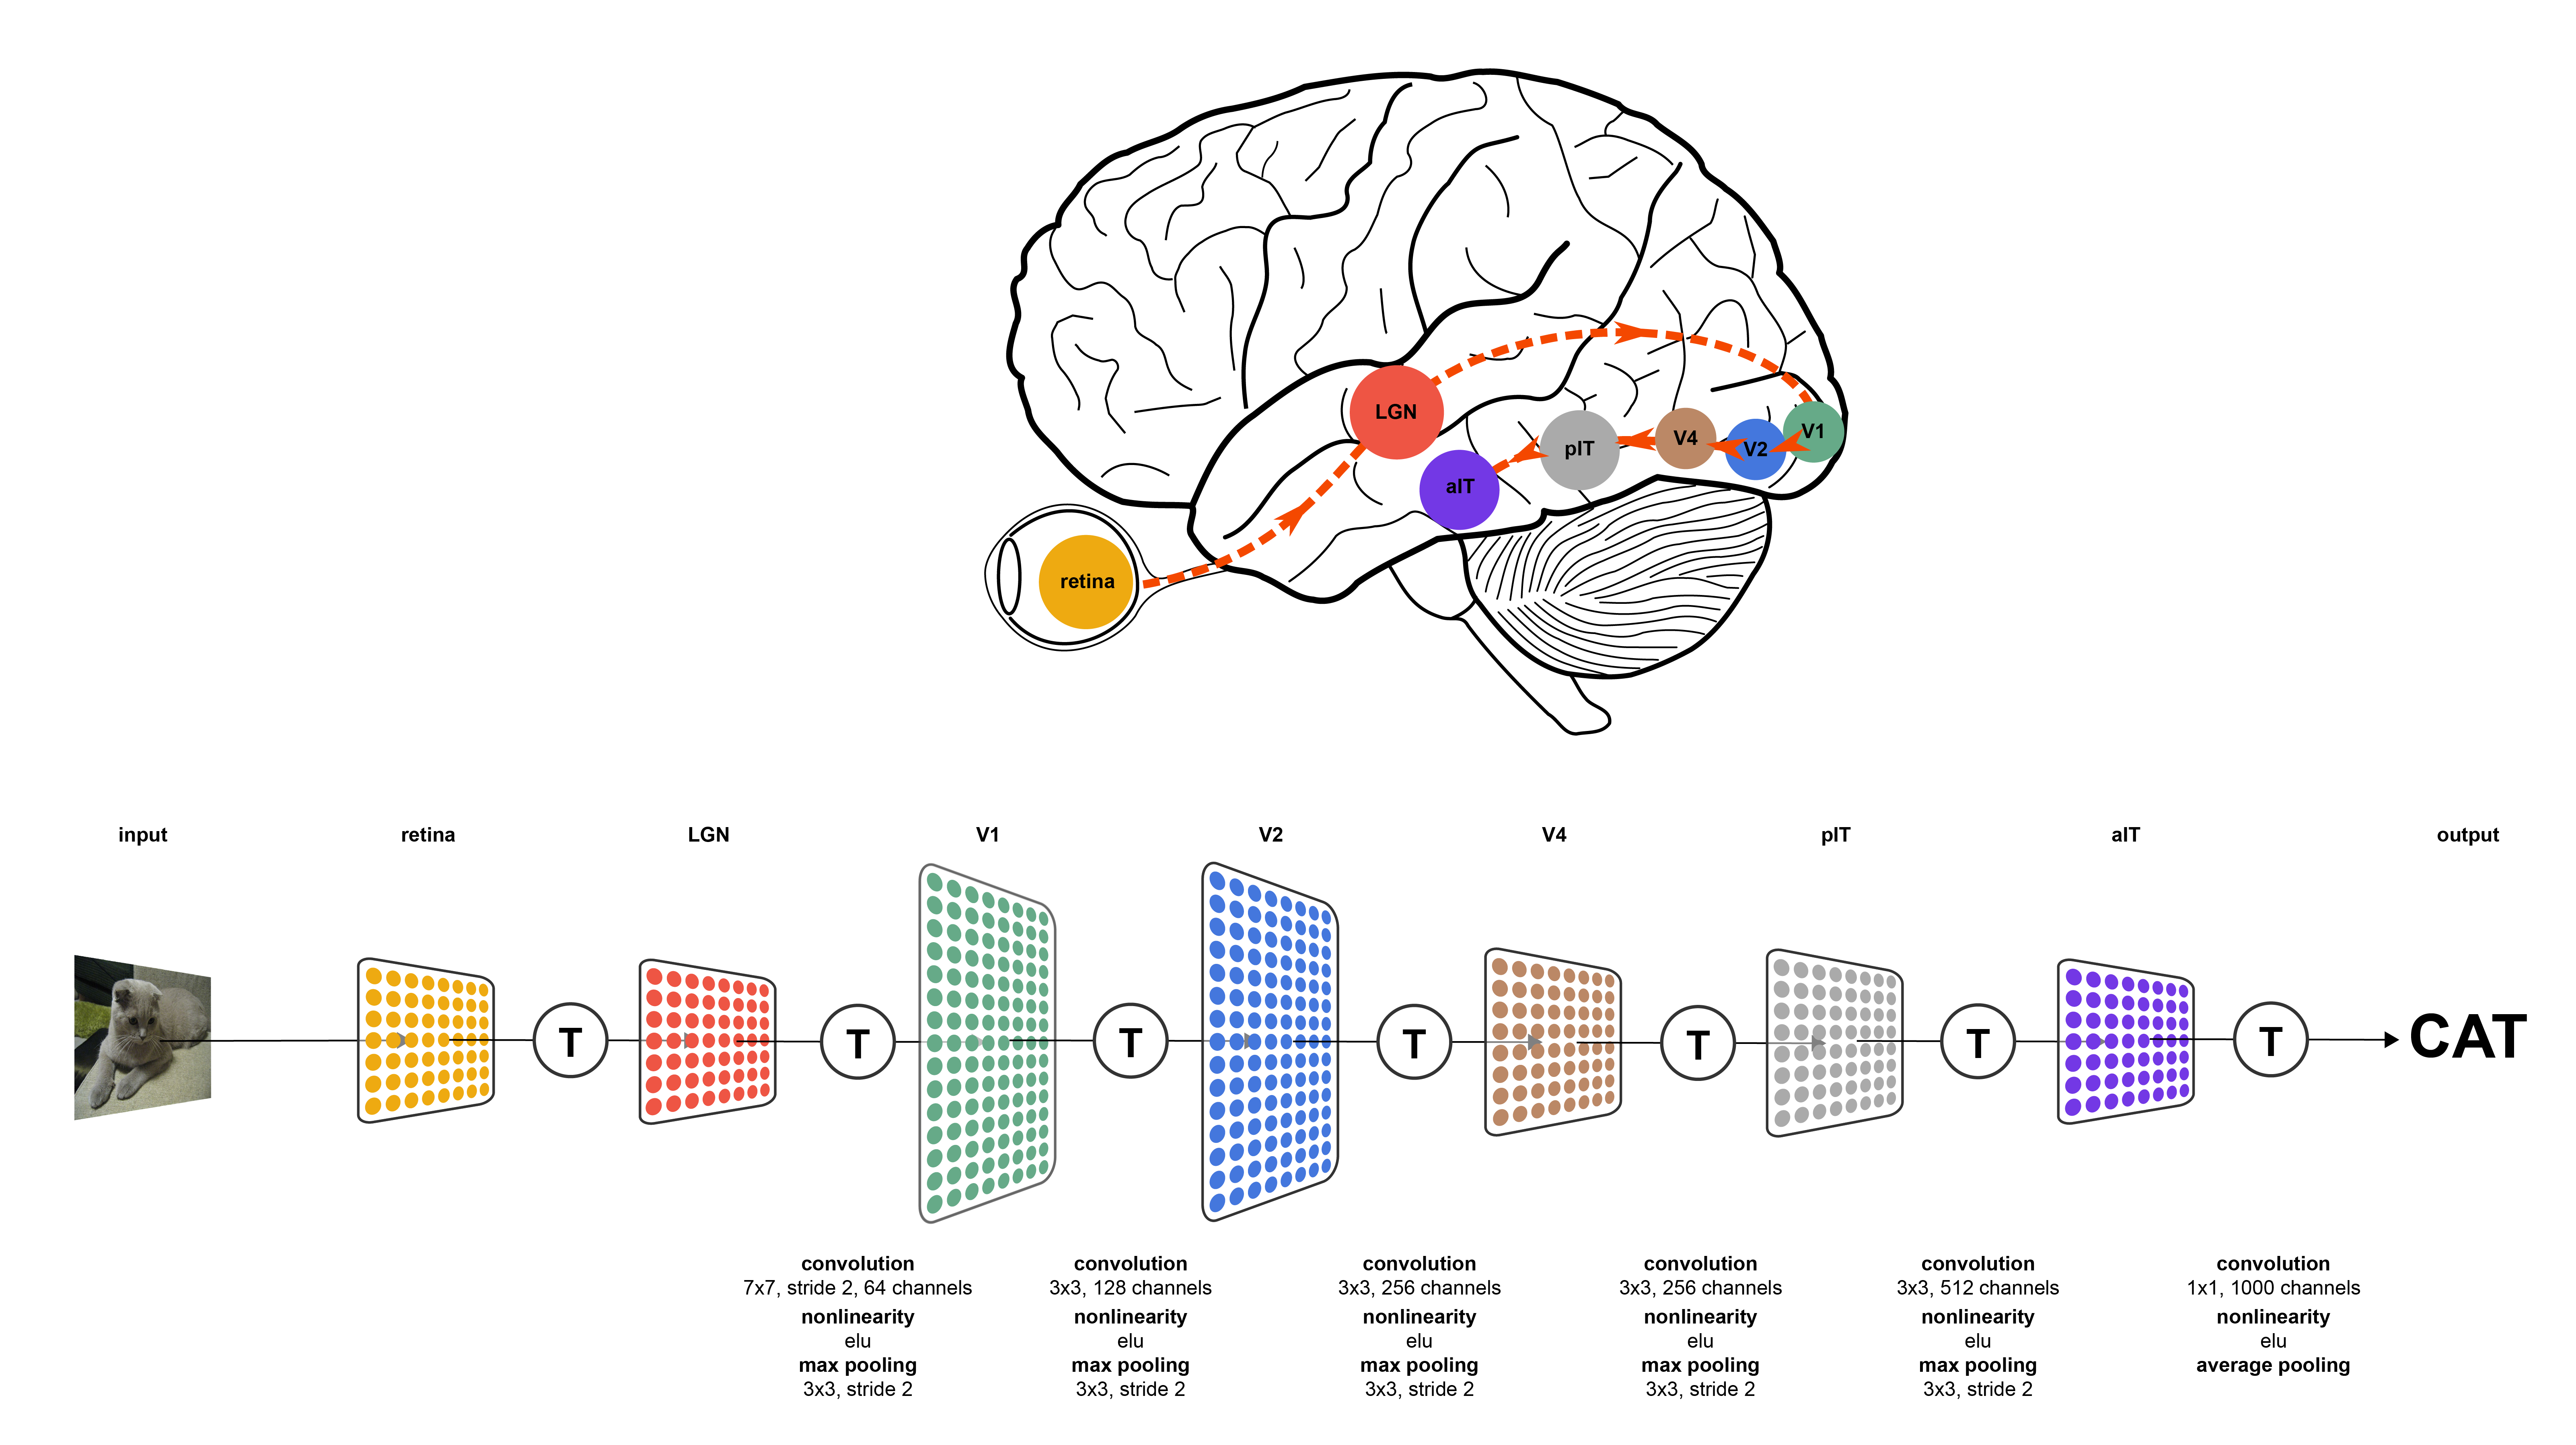 LGN
V1
V4
V2
pIT
aIT
retina
input
retina
LGN
V1
V2
V4
pIT
aIT
output
T
T
T
T
T
T
T
CAT
convolution
7x7, stride 2, 64 channels
nonlinearity
elu
max pooling
3x3, stride 2
convolution
3x3, 128 channels
nonlinearity
elu
max pooling
3x3, stride 2
convolution
3x3, 256 channels
nonlinearity
elu
max pooling
3x3, stride 2
convolution
3x3, 256 channels
nonlinearity
elu
max pooling
3x3, stride 2
convolution
3x3, 512 channels
nonlinearity
elu
max pooling
3x3, stride 2
convolution
1x1, 1000 channels
nonlinearity
elu
average pooling